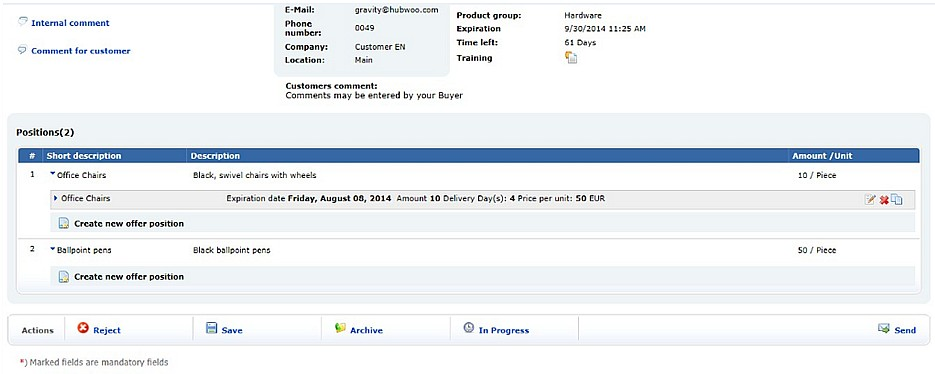 Internal comment
Comment for customer
E-Mail: gravity@hubwoo.com
Phone number: 0049
Company: Customer EN
Location: Main
Product group: Hardware
Expiration 9/30/2014 11:25 AM
Time left: 61 Days
Training
Customers comment:
Comments may be entered by your Buyer
Positions(2)
# Short description Description Amount /Unit
1 Office Chairs Black, swivel chairs with wheels 10 / Piece
Office Chairs Expiration date Friday, August 08, 2014 Amount 10 Delivery Day(s): 4 Price per unit: 50 EUR
Create new offer position
2 Ballpoint pens Black ballpoint pens 50 / Piece
Create new offer position
Actions Reject Save Archive In Progress Send
*) Marked fields are mandatory fields